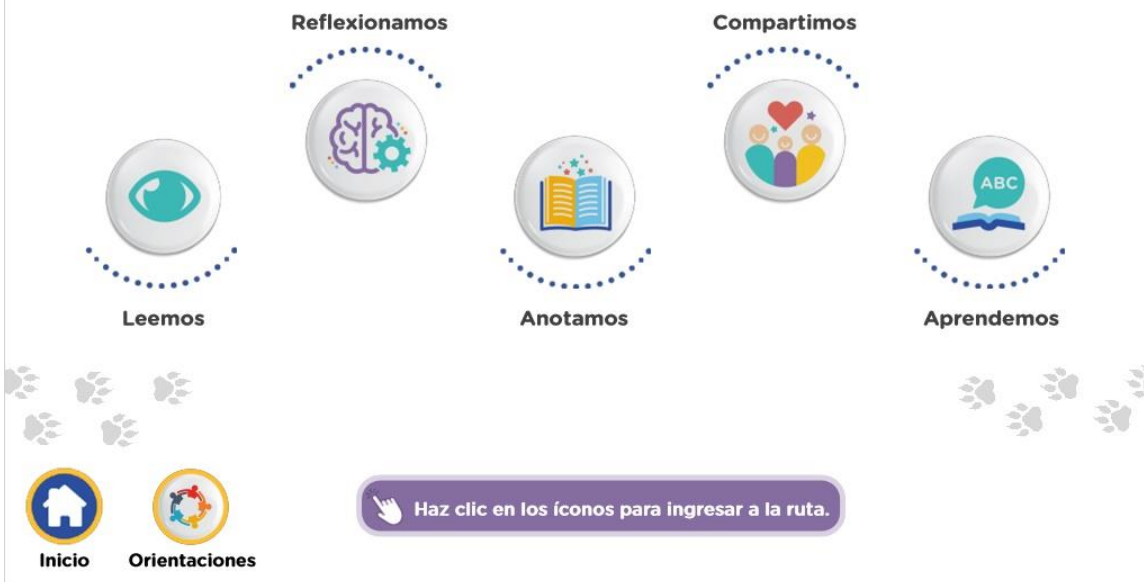 Reflexionamos
Compartimos
ABC
Leemos
Anotamos
Aprendemos
Haz clic en los íconos para ingresar a la ruta.
Inicio
Orientaciones